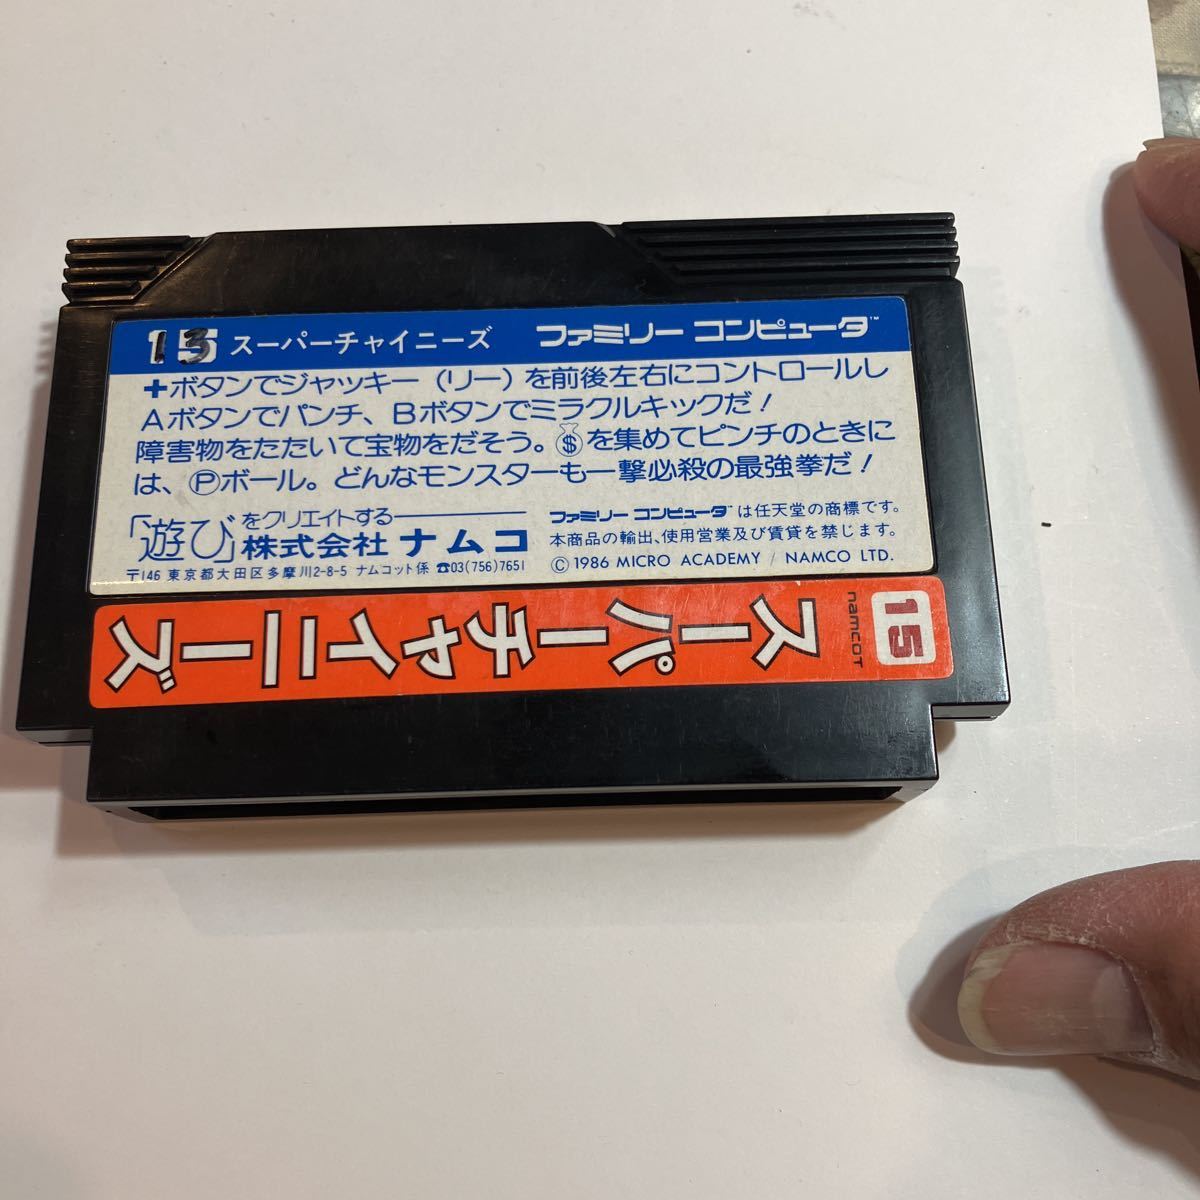 15 スーパーチャイニーズ ファミリー コンピュータ™
+ボタンでジャッキー(リー)を前後左右にコントロールし
Aボタンでパンチ、Bボタンでミラクルキックだ!
障害物をたたいて宝物をだそう。$を集めてピンチのときに
は、Ⓟボール。どんなモンスターも一撃必殺の最強拳だ!
「遊び」をクリエイトする
株式会社 ナムコ
〒146 東京都大田区多摩川2-8-5 ナムコット係 ☎03(756)7651
ファミリー コンピュータ™は任天堂の商標です。
本商品の輸出、使用営業及び賃貸を禁じます。
©1986 MICRO ACADEMY / NAMCO LTD.
15
namcot
スーパーチャイニーズ